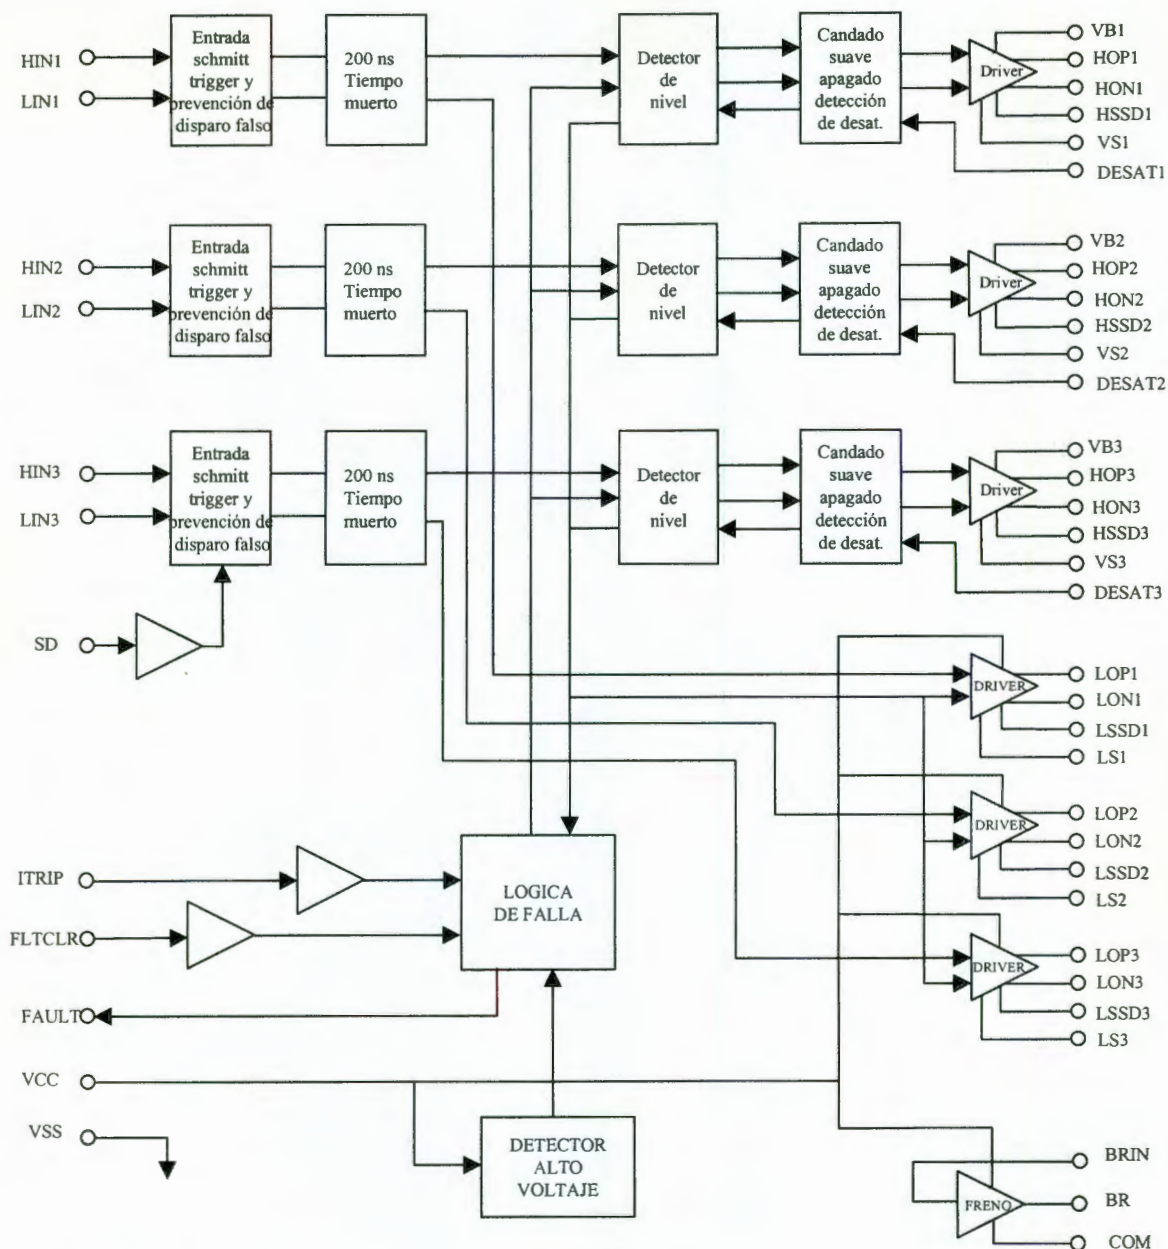 HIN1
LIN1
Entrada
schmitt
trigger y
prevención de
disparo falso
200 ns
Tiempo
muerto
Detector
de
nivel
Candado
suave
apagado
detección
de desat.
Driver
VB1
HOP1
HON1
HSSD1
VS1
DESAT1
HIN2
LIN2
Entrada
schmitt
trigger y
prevención de
disparo falso
200 ns
Tiempo
muerto
Detector
de
nivel
Candado
suave
apagado
detección
de desat.
Driver
VB2
HOP2
HON2
HSSD2
VS2
DESAT2
HIN3
LIN3
Entrada
schmitt
trigger y
prevención de
disparo falso
200 ns
Tiempo
muerto
Detector
de
nivel
Candado
suave
apagado
detección
de desat.
Driver
VB3
HOP3
HON3
HSSD3
VS3
DESAT3
SD
DRIVER
LOP1
LON1
LSSD1
LS1
DRIVER
LOP2
LON2
LSSD2
LS2
ITRIP
FLTCLR
LOGICA
DE FALLA
DRIVER
LOP3
LON3
LSSD3
LS3
FAULT
VCC
VSS
DETECTOR
ALTO
VOLTAJE
FRENO
BRIN
BR
COM